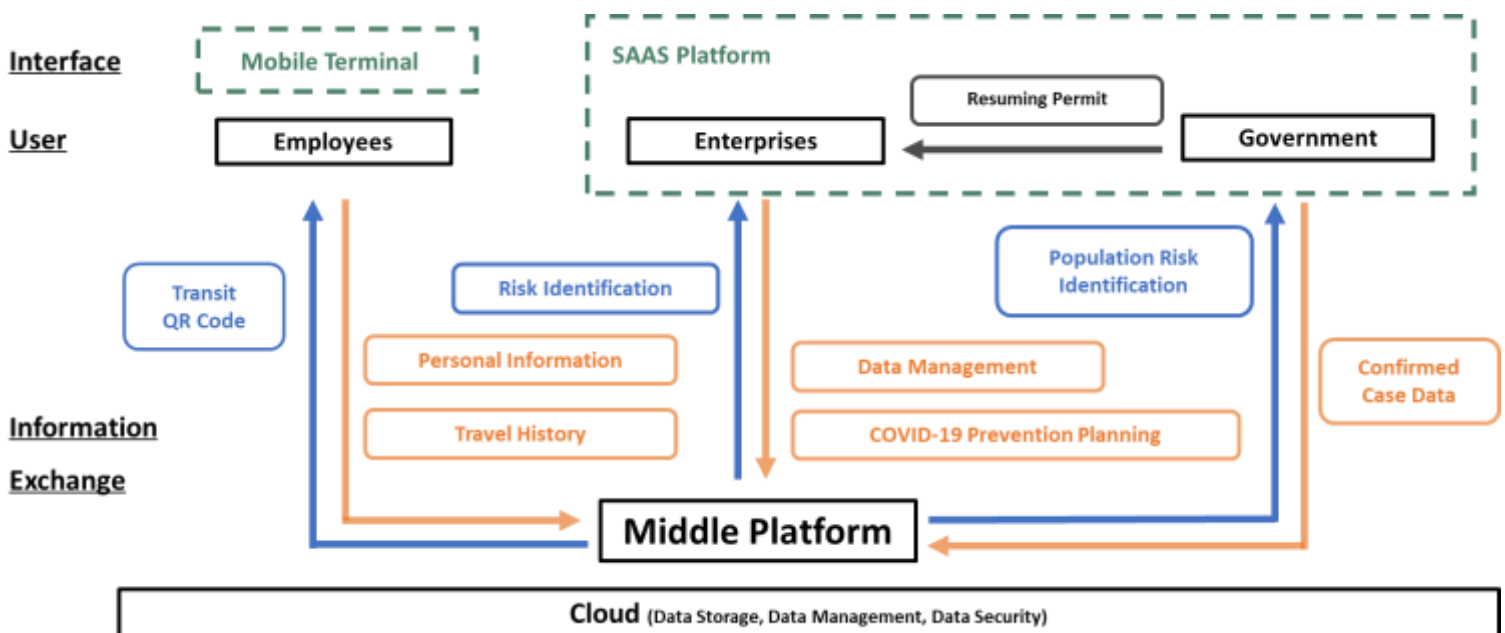 Interface
Mobile Terminal
SAAS Platform
Resuming Permit
User
Employees
Enterprises
Government
Transit
QR Code
Risk Identification
Population Risk
Identification
Personal Information
Data Management
Confirmed
Case Data
Travel History
COVID-19 Prevention Planning
Information
Exchange
Middle Platform
Cloud (Data Storage, Data Management, Data Security)